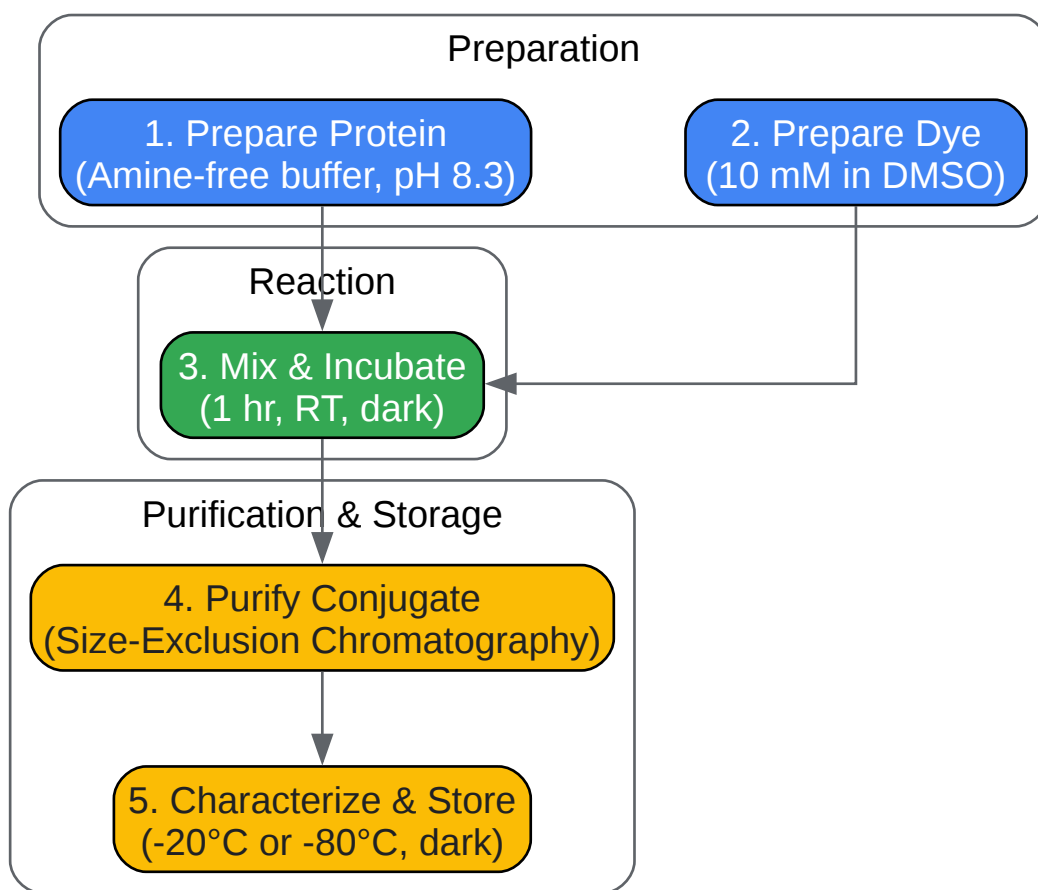 Preparation
1. Prepare Protein
(Amine-free buffer, pH 8.3)
2. Prepare Dye
(10 mM in DMSO)
Reaction
3. Mix & Incubate
(1 hr, RT, dark)
Purification & Storage
4. Purify Conjugate
(Size-Exclusion Chromatography)
5. Characterize & Store
(-20°C or -80°C, dark)